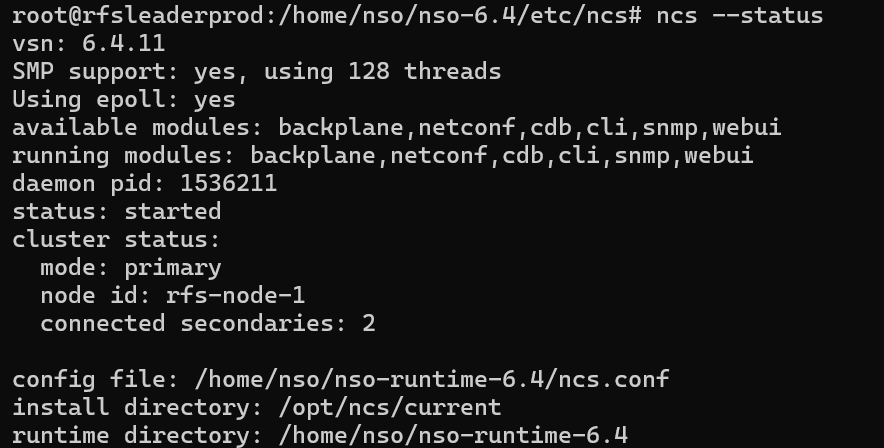 root@rfsleaderprod:/home/nso/nso-6.4/etc/ncs# ncs --status
vsn: 6.4.11
SMP support: yes, using 128 threads
Using epoll: yes
available modules: backplane,netconf,cdb,cli,snmp,webui
running modules: backplane,netconf,cdb,cli,snmp,webui
daemon pid: 1536211
status: started
cluster status:
  mode: primary
  node id: rfs-node-1
  connected secondaries: 2

config file: /home/nso/nso-runtime-6.4/ncs.conf
install directory: /opt/ncs/current
runtime directory: /home/nso/nso-runtime-6.4